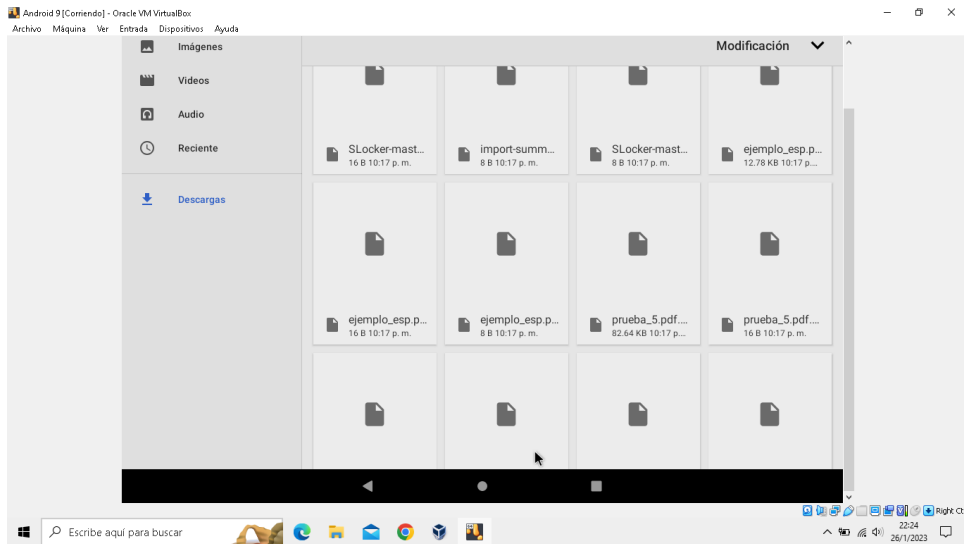 Android 9 [Corriendo] - Oracle VM VirtualBox
Archivo Máquina Ver Entrada Dispositivos Ayuda
Imágenes
Modificación
Videos
Audio
Reciente
SLocker-mast...
16 B 10:17 p. m.
import-summ...
8 B 10:17 p. m.
SLocker-mast...
8 B 10:17 p. m.
ejemplo_esp.p...
12.78 KB 10:17 p...
Descargas
ejemplo_esp.p...
16 B 10:17 p. m.
ejemplo_esp.p...
8 B 10:17 p. m.
prueba_5.pdf....
82.64 KB 10:17 p...
prueba_5.pdf....
16 B 10:17 p. m.
Right Ct
Escribe aquí para buscar
22:24
26/1/2023